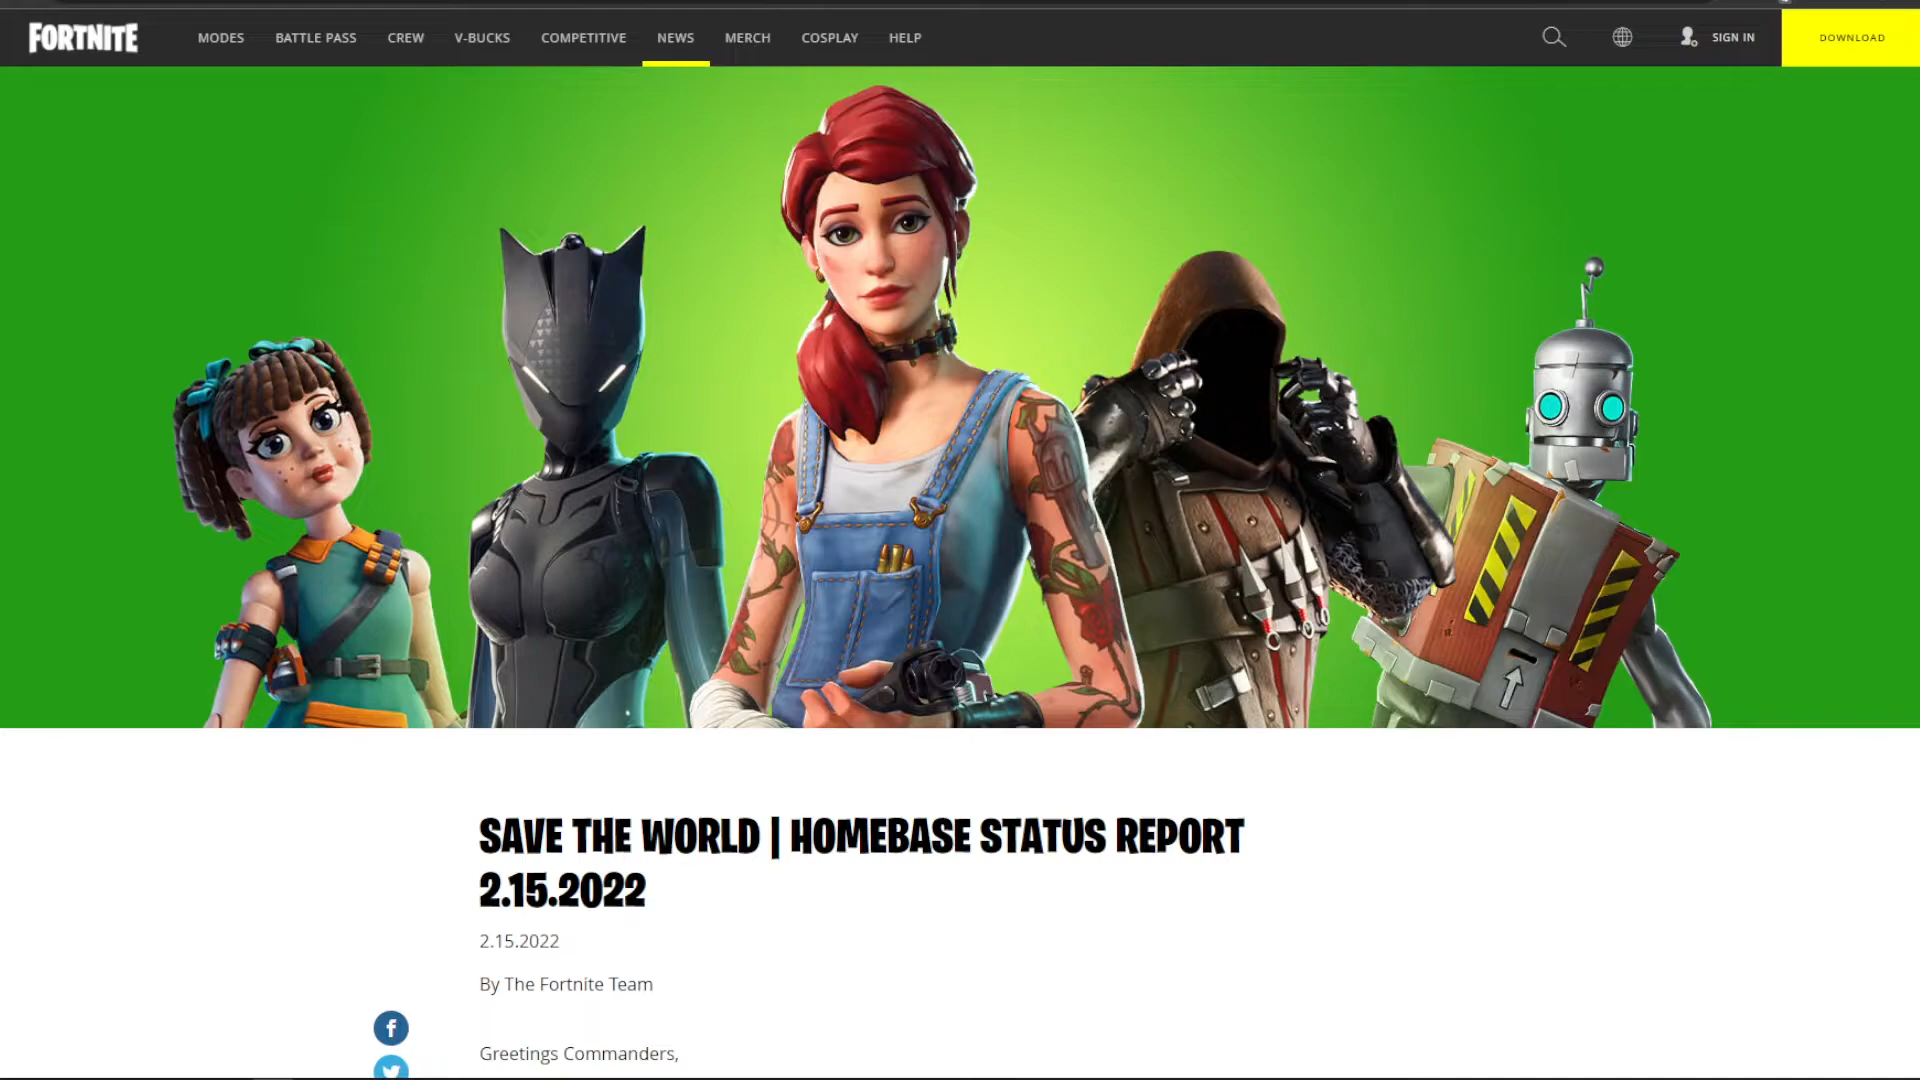 FORTNITE
MODES BATTLE PASS CREW V-BUCKS COMPETITIVE NEWS MERCH COSPLAY HELP SIGN IN DOWNLOAD
SAVE THE WORLD | HOMEBASE STATUS REPORT
2.15.2022
2.15.2022
By The Fortnite Team
Greetings Commanders,